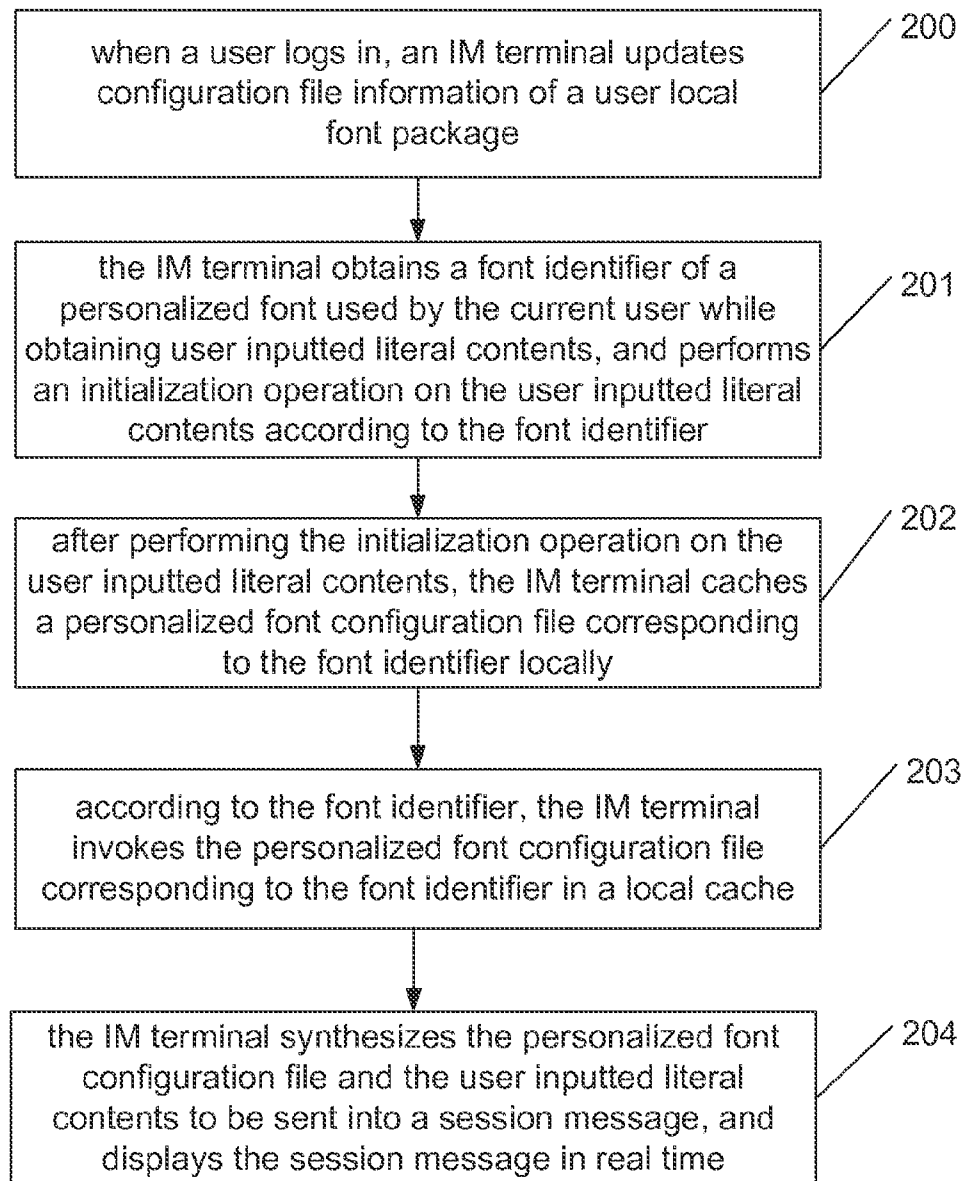 200
when a user logs in, an IM terminal updates
configuration file information of a user local
font package
201
the IM terminal obtains a font identifier of a
personalized font used by the current user while
obtaining user inputted literal contents, and performs
an initialization operation on the user inputted literal
contents according to the font identifier
202
after performing the initialization operation on the
user inputted literal contents, the IM terminal caches
a personalized font configuration file corresponding
to the font identifier locally
203
according to the font identifier, the IM terminal
invokes the personalized font configuration file
corresponding to the font identifier in a local cache
204
the IM terminal synthesizes the personalized font
configuration file and the user inputted literal
contents to be sent into a session message, and
displays the session message in real time